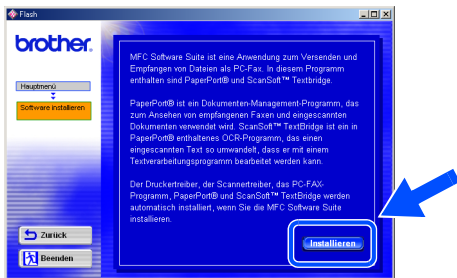 Flash
brother.
Hauptmenü
Software installieren
MFC Software Suite ist eine Anwendung zum Versenden und
Empfangen von Dateien als PC-Fax. In diesem Programm
enthalten sind PaperPort® und ScanSoft™ Textbridge.
PaperPort® ist ein Dokumenten-Management-Programm, das
zum Ansehen von empfangenen Faxen und eingescannten
Dokumenten verwendet wird. ScanSoft™ TextBridge ist ein in
PaperPort® enthaltenes OCR-Programm, das einen
eingescannten Text so umwandelt, dass er mit einem
Textverarbeitungsprogramm bearbeitet werden kann.
Der Druckertreiber, der Scannertreiber, das PC-FAX-
Programm, PaperPort® und ScanSoft™ TextBridge werden
automatisch installiert, wenn Sie die MFC Software Suite
installieren.
Installieren
Zurück
Beenden